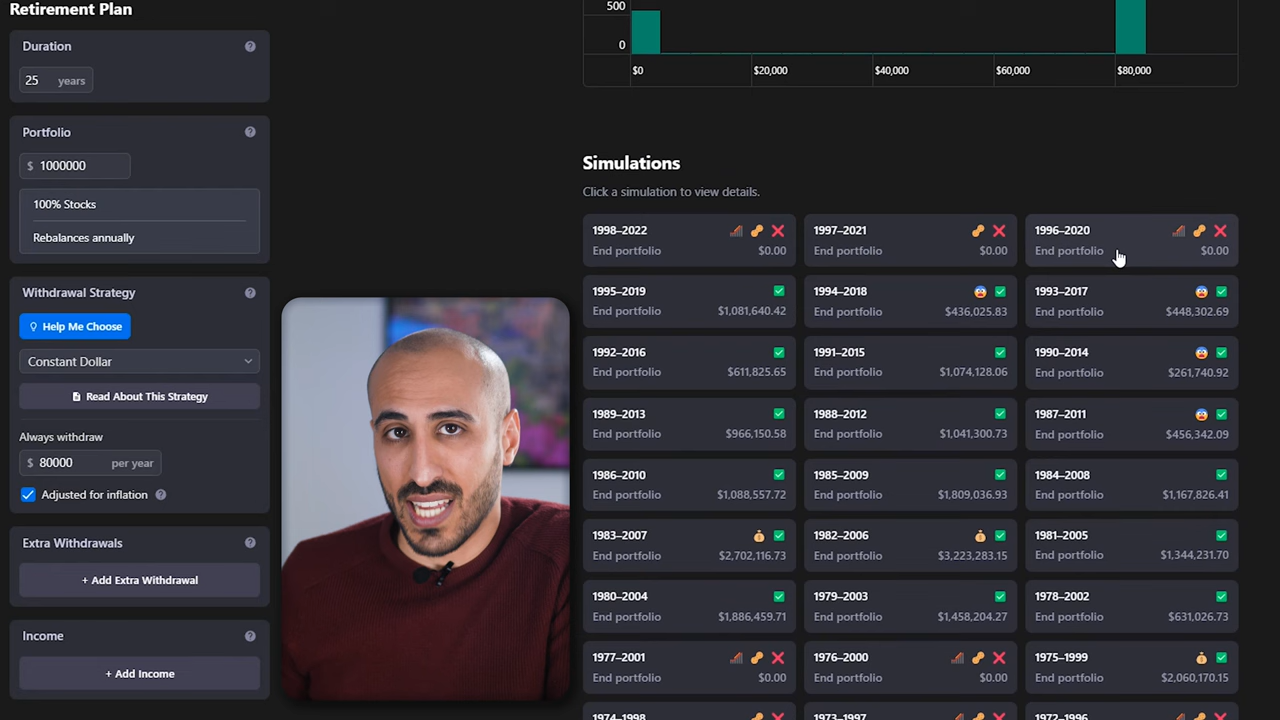 Retirement Plan
Duration
25 years
Portfolio
$ 1000000
100% Stocks
Rebalances annually
Withdrawal Strategy
Help Me Choose
Constant Dollar
Read About This Strategy
Always withdraw
$ 80000 per year
Adjusted for inflation
Extra Withdrawals
+ Add Extra Withdrawal
Income
+ Add Income
500
0
$0 $20,000 $40,000 $60,000 $80,000
Simulations
Click a simulation to view details.
1998–2022 1997–2021 1996–2020
End portfolio $0.00 End portfolio $0.00 End portfolio $0.00
1995–2019 1994–2018 1993–2017
End portfolio $1,081,640.42 End portfolio $436,025.83 End portfolio $448,302.69
1992–2016 1991–2015 1990–2014
End portfolio $611,825.65 End portfolio $1,074,128.06 End portfolio $261,740.92
1989–2013 1988–2012 1987–2011
End portfolio $966,150.58 End portfolio $1,041,300.73 End portfolio $456,342.09
1986–2010 1985–2009 1984–2008
End portfolio $1,088,557.72 End portfolio $1,809,036.93 End portfolio $1,167,826.41
1983–2007 1982–2006 1981–2005
End portfolio $2,702,116.73 End portfolio $3,223,283.15 End portfolio $1,344,231.70
1980–2004 1979–2003 1978–2002
End portfolio $1,886,459.71 End portfolio $1,458,204.27 End portfolio $631,026.73
1977–2001 1976–2000 1975–1999
End portfolio $0.00 End portfolio $0.00 End portfolio $2,060,170.15
1974–1998 1973–1997 1972–1996